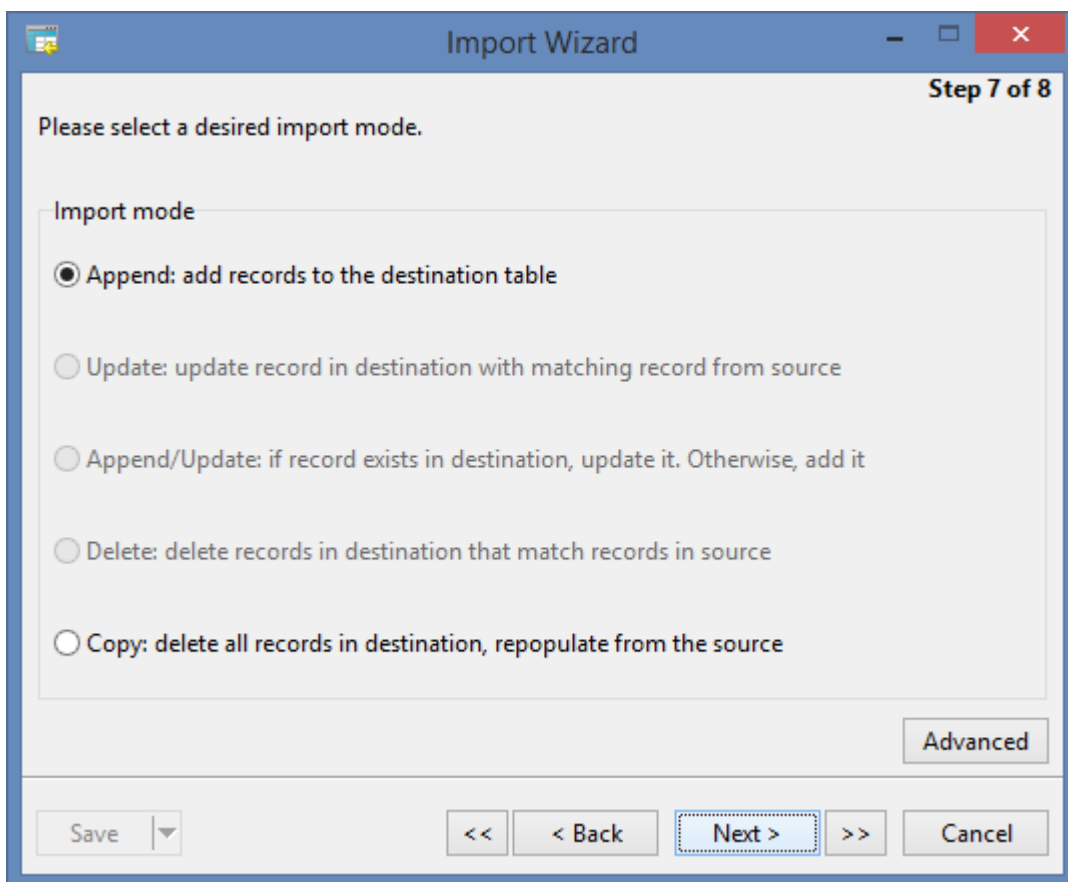 Import Wizard
Step 7 of 8
Please select a desired import mode.
Import mode
Append: add records to the destination table
Update: update record in destination with matching record from source
Append/Update: if record exists in destination, update it. Otherwise, add it
Delete: delete records in destination that match records in source
Copy: delete all records in destination, repopulate from the source
Advanced
Save << < Back Next > >> Cancel